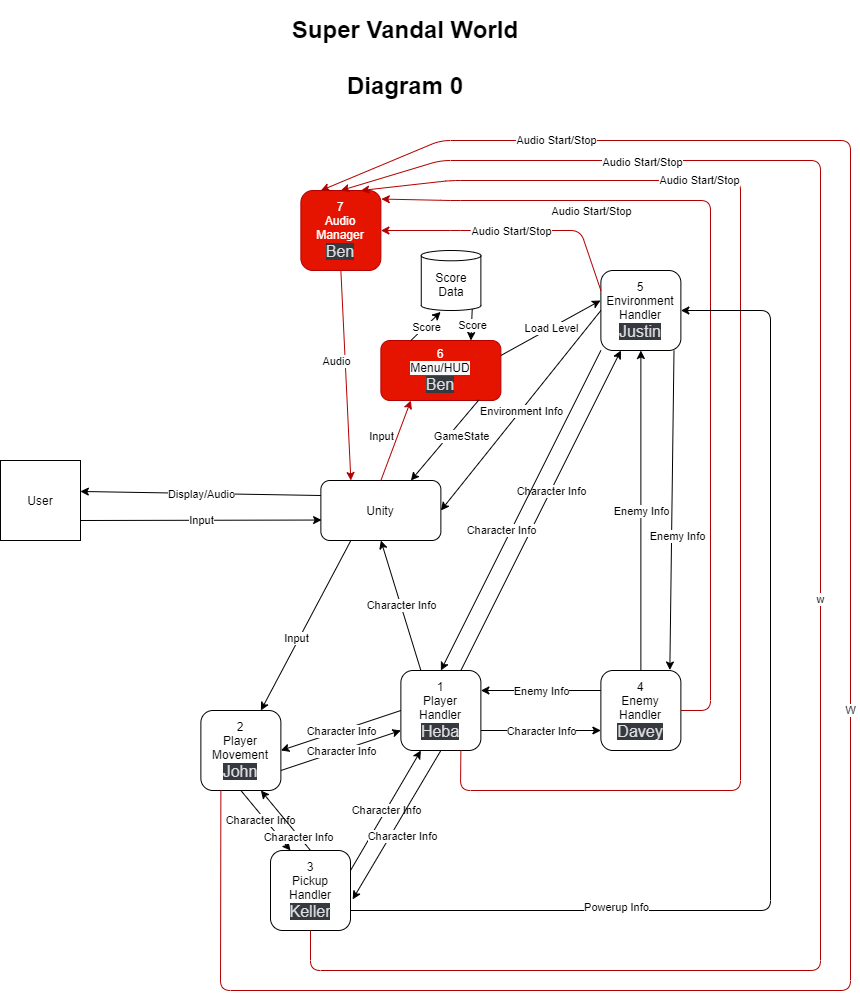 Super Vandal World
Diagram 0
Audio Start/Stop
Audio Start/Stop
Audio Start/Stop
7
Audio
Manager
Ben
Audio Start/Stop
Audio Start/Stop
Score
Data
5
Environment
Handler
Justin
Score
Score
Load Level
6
Menu/HUD
Ben
Audio
Environment Info
Input
GameState
User
Display/Audio
Input
Unity
Character Info
Character Info
Enemy Info
Enemy Info
Character Info
w
Input
1
Player
Handler
Heba
Enemy Info
Character Info
4
Enemy
Handler
Davey
W
2
Player
Movement
John
Character Info
Character Info
Character Info
Character Info
Character Info
Character Info
3
Pickup
Handler
Keller
Powerup Info